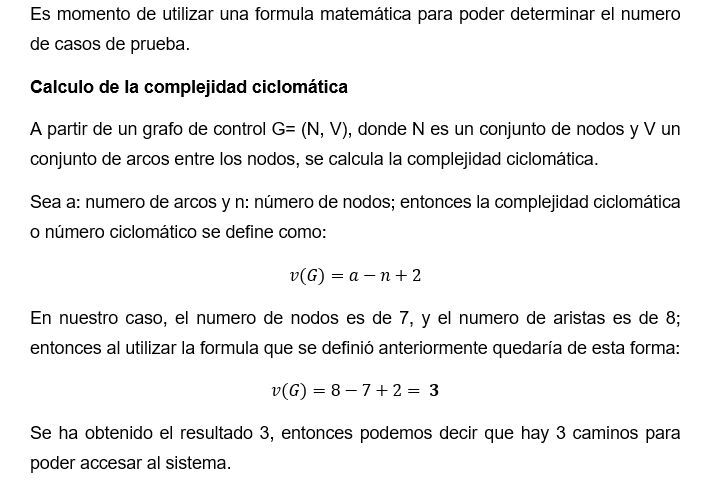 Es momento de utilizar una formula matemática para poder determinar el numero
de casos de prueba.
Calculo de la complejidad ciclomática
A partir de un grafo de control G= (N, V), donde N es un conjunto de nodos y V un
conjunto de arcos entre los nodos, se calcula la complejidad ciclomática.
Sea a: numero de arcos y n: número de nodos; entonces la complejidad ciclomática
o número ciclomático se define como:
v(G) = a − n + 2
En nuestro caso, el numero de nodos es de 7, y el numero de aristas es de 8;
entonces al utilizar la formula que se definió anteriormente quedaría de esta forma:
v(G) = 8 − 7 + 2 = 3
Se ha obtenido el resultado 3, entonces podemos decir que hay 3 caminos para
poder accesar al sistema.